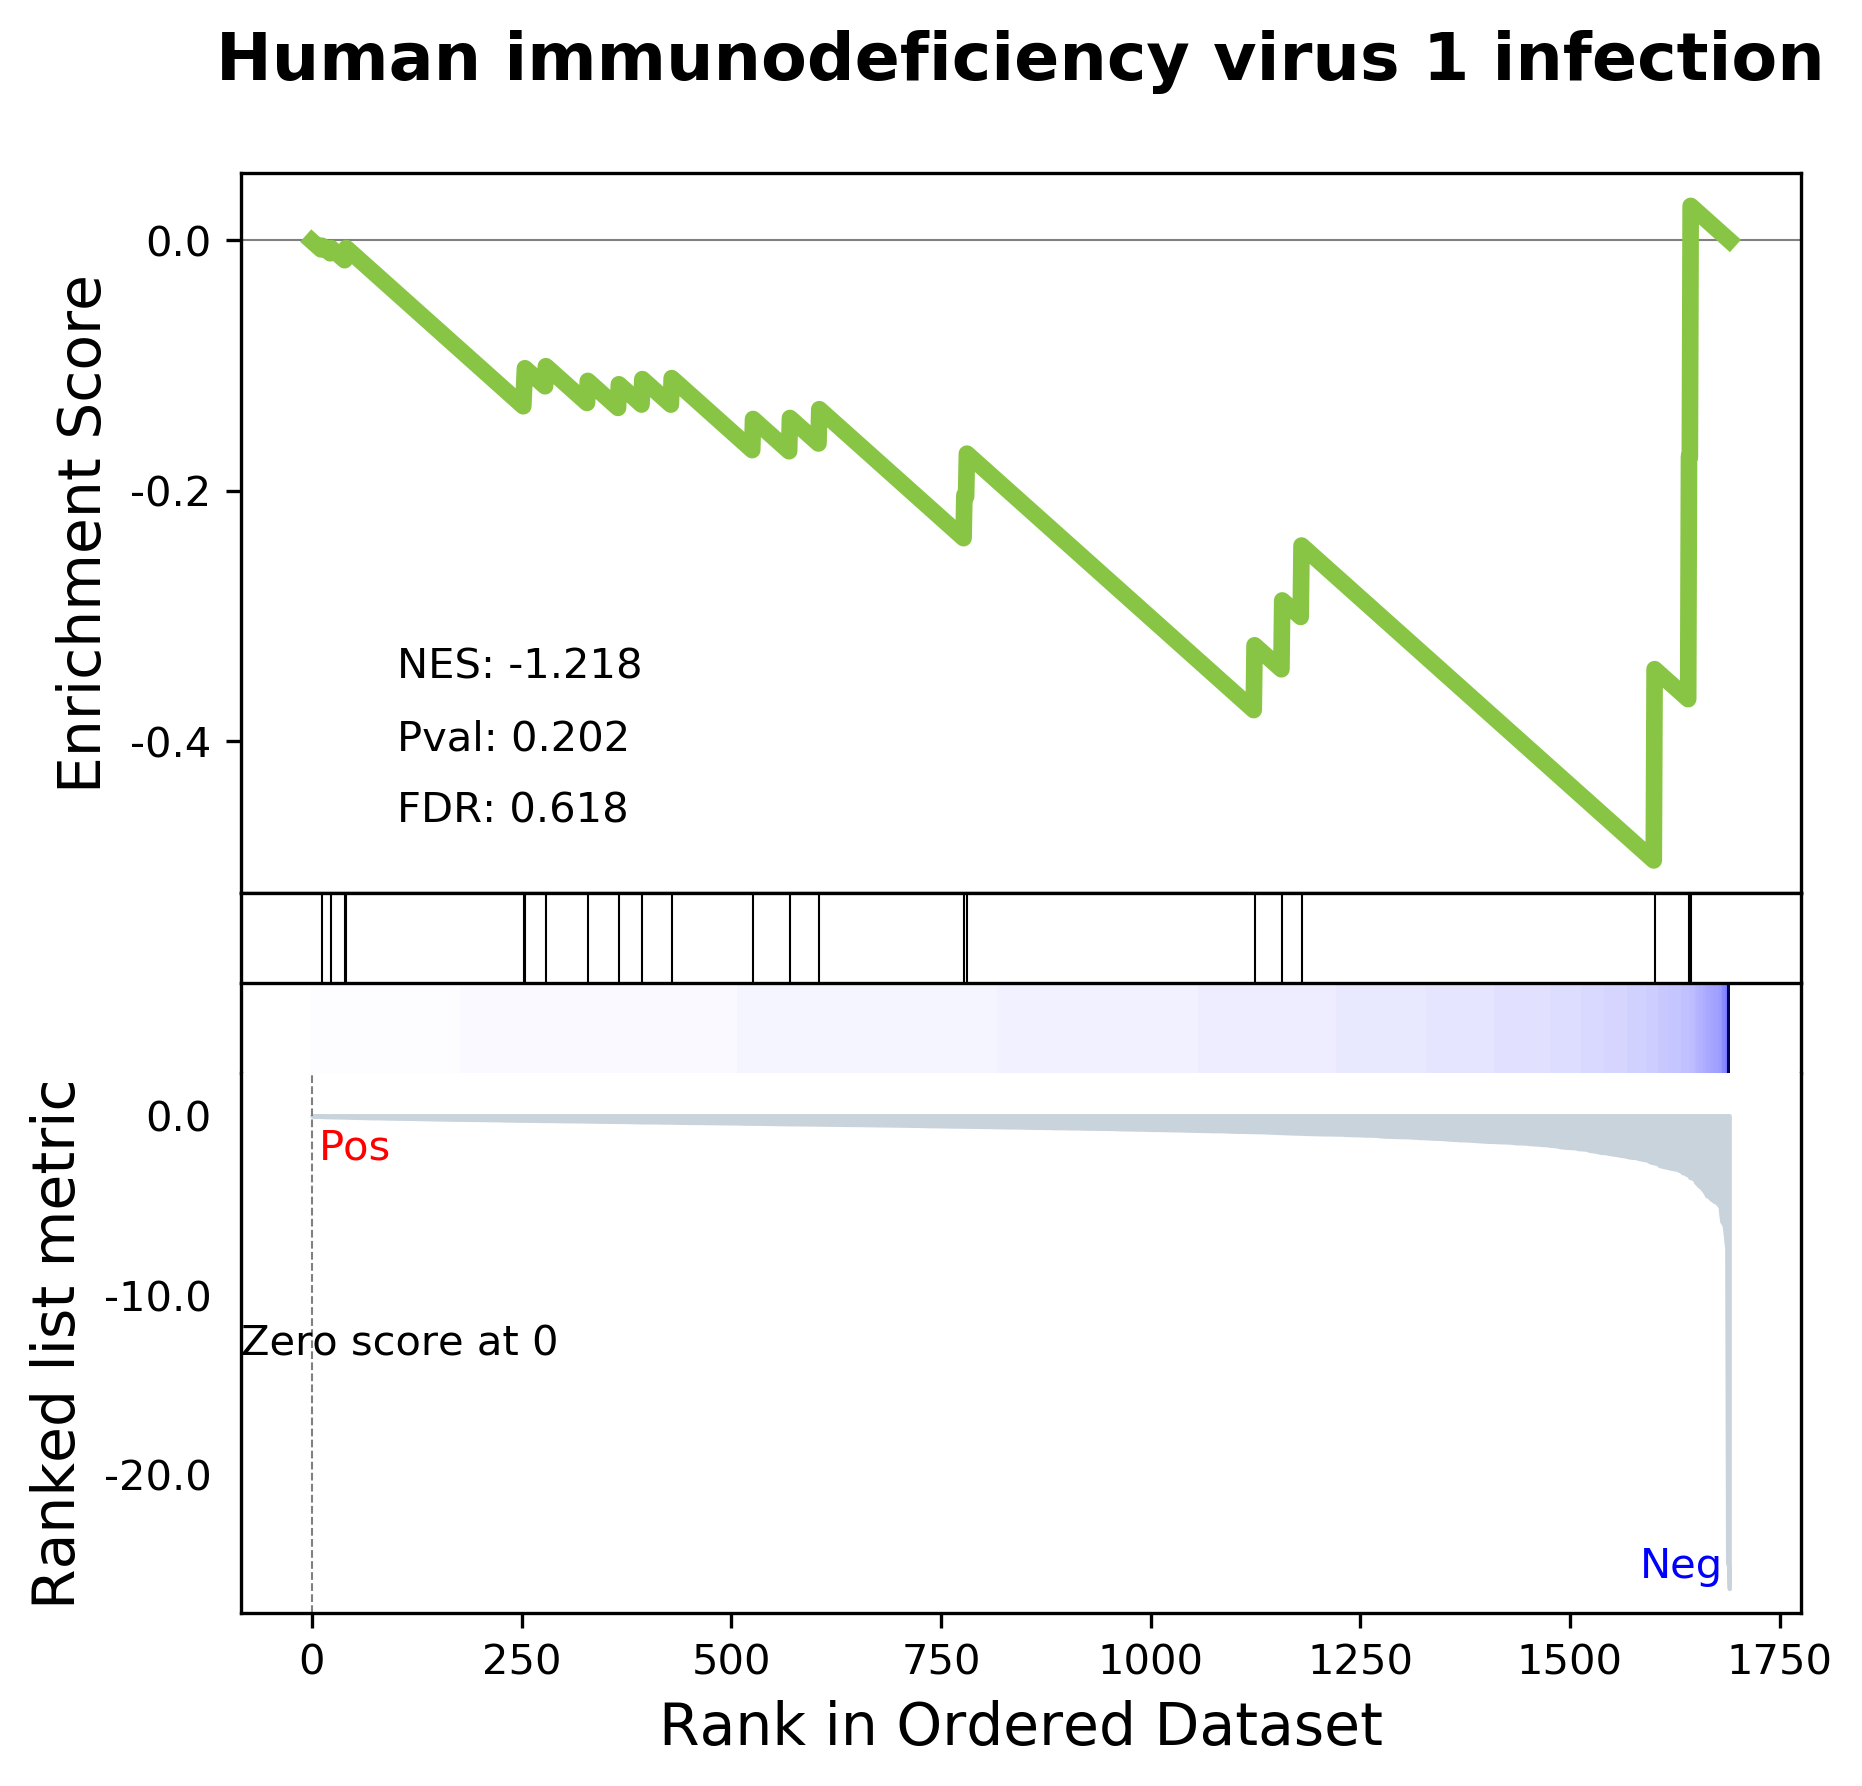 Human immunodeficiency virus 1 infection
Enrichment Score
0.0
-0.2
-0.4
NES: -1.218
Pval: 0.202
FDR: 0.618
Ranked list metric
0.0
-10.0
-20.0
Pos
Zero score at 0
Neg
0 250 500 750 1000 1250 1500 1750
Rank in Ordered Dataset